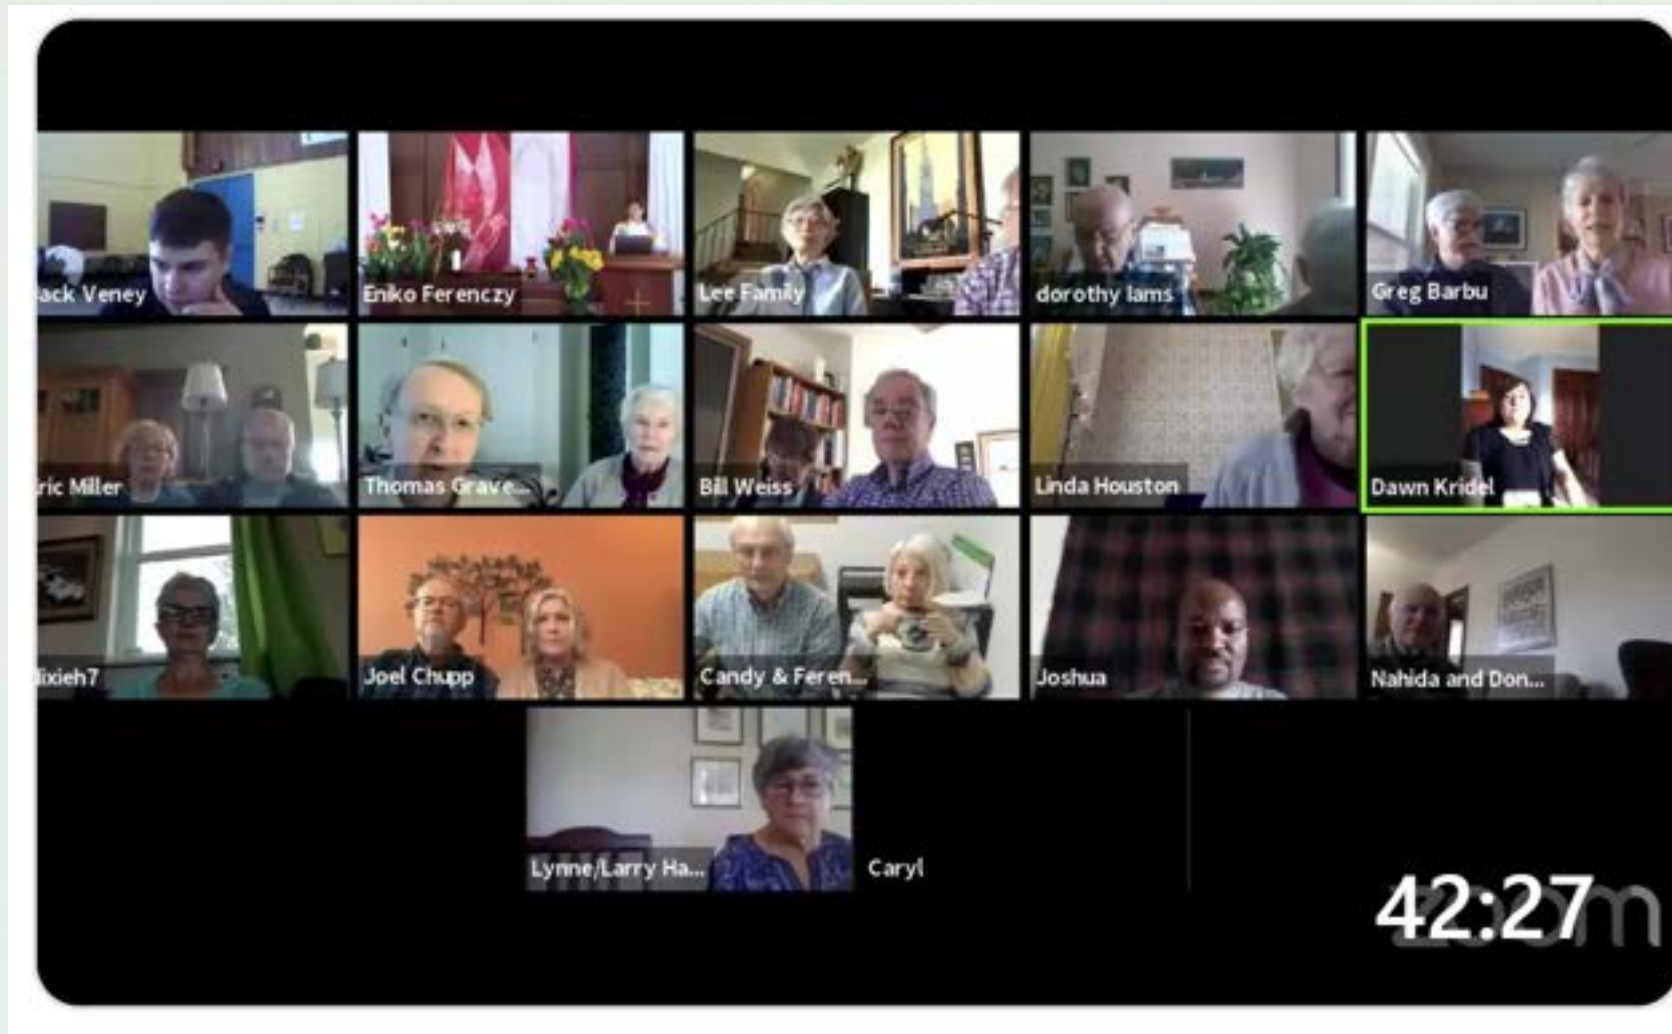 ack Veney
Eniko Ferenczy
Lee Family
dorothy Iams
Greg Barbu
ric Miller
Thomas Grave...
Bill Weiss
Linda Houston
Dawn Kridel
ixieh7
Joel Chupp
Candy & Feren...
Joshua
Nahida and Don...
Lynne/Larry Ha...
Caryl
42:27
zoom